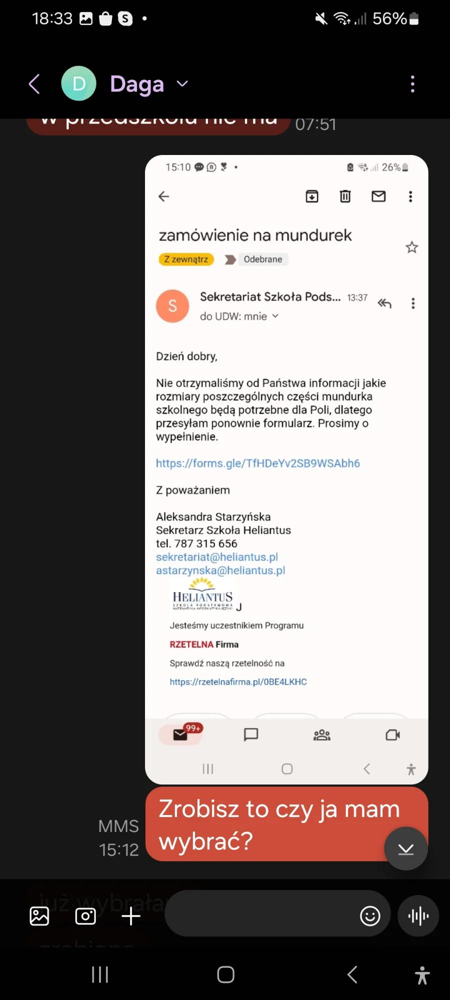 18:33 S 56%
D Daga
w przedszkolu nie ma 07:51
15:10 B 26%
zamówienie na mundurek
Z zewnątrz Odebrane
S Sekretariat Szkoła Pods... 13:37
do UDW: mnie
Dzień dobry,
Nie otrzymaliśmy od Państwa informacji jakie
rozmiary poszczególnych części mundurka
szkolnego będą potrzebne dla Poli, dlatego
przesyłam ponownie formularz. Prosimy o
wypełnienie.
https://forms.gle/TfHDeYv2SB9WSAbh6
Z poważaniem
Aleksandra Starzyńska
Sekretarz Szkoła Heliantus
tel. 787 315 656
sekretariat@heliantus.pl
astarzynska@heliantus.pl
HELIANTUS
SZKOŁA PODSTAWOWA
MATEMATYKA INFORMATYKA JĘZYKI J
Jesteśmy uczestnikiem Programu
RZETELNA Firma
Sprawdź naszą rzetelność na
https://rzetelnafirma.pl/0BE4LKHC
99+
Zrobisz to czy ja mam
wybrać?
MMS
15:12
już wybrałam
zrobione